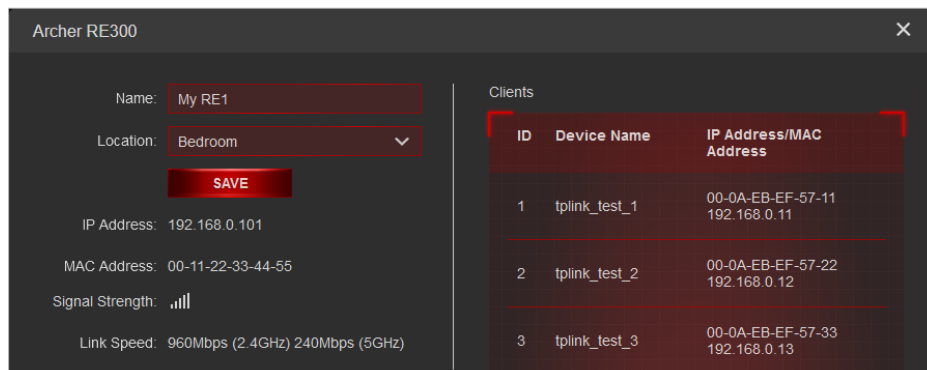 Archer RE300
Name: My RE1
Location: Bedroom
SAVE
IP Address: 192.168.0.101
MAC Address: 00-11-22-33-44-55
Signal Strength:
Link Speed: 960Mbps (2.4GHz) 240Mbps (5GHz)
Clients
ID Device Name IP Address/MAC
Address
1 tplink_test_1 00-0A-EB-EF-57-11
192.168.0.11
2 tplink_test_2 00-0A-EB-EF-57-22
192.168.0.12
3 tplink_test_3 00-0A-EB-EF-57-33
192.168.0.13